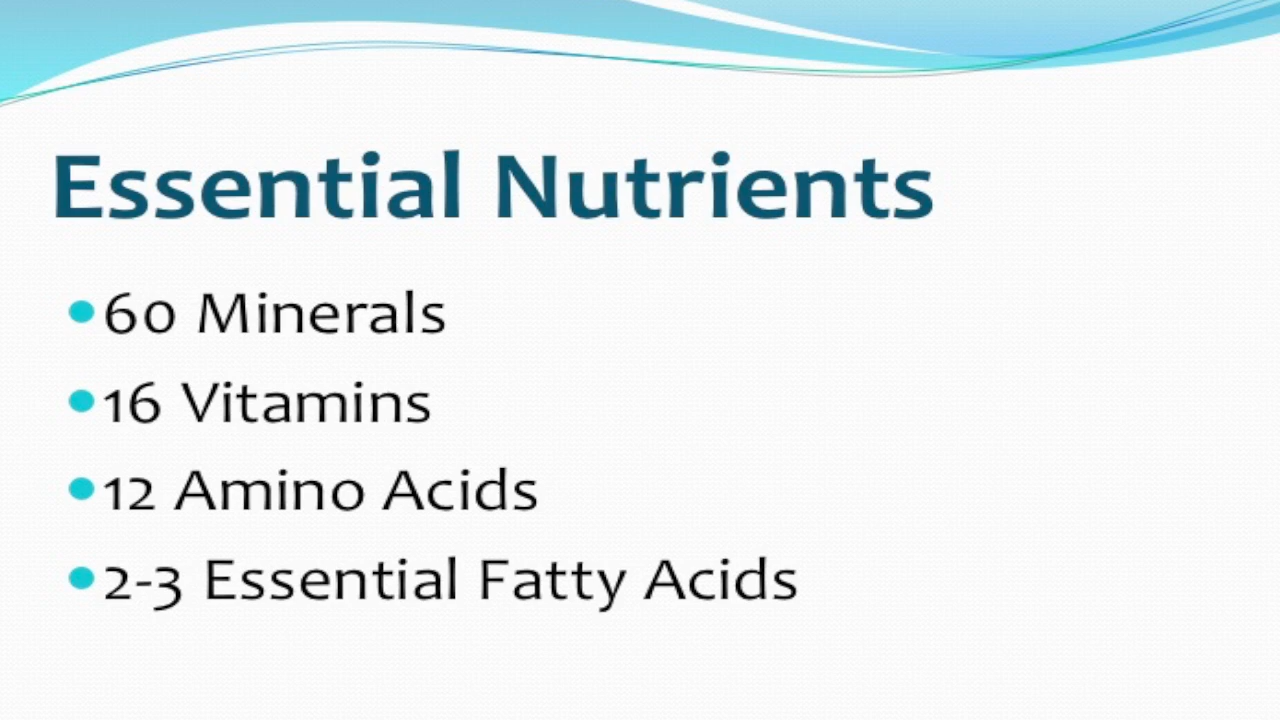 Essential Nutrients
•60 Minerals
•16 Vitamins
•12 Amino Acids
•2-3 Essential Fatty Acids